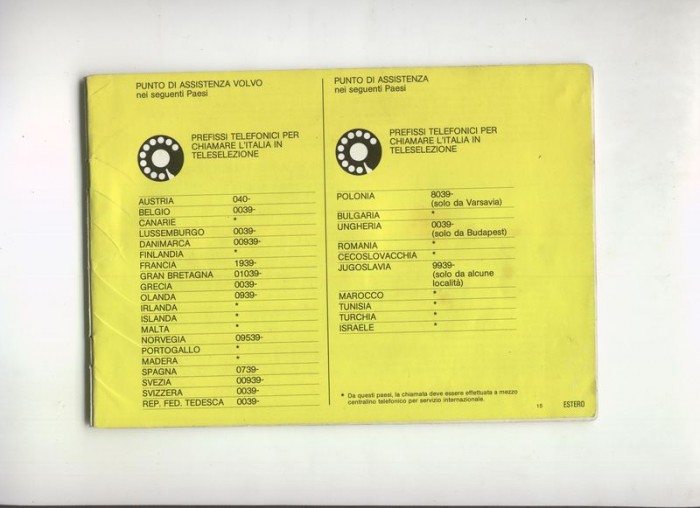 PUNTO DI ASSISTENZA VOLVO
nei seguenti Paesi
PREFISSI TELEFONICI PER
CHIAMARE L'ITALIA IN
TELESELEZIONE
AUSTRIA 040-
BELGIO 0039-
CANARIE *
LUSSEMBURGO 0039-
DANIMARCA 00939-
FINLANDIA *
FRANCIA 1939-
GRAN BRETAGNA 01039-
GRECIA 0039-
OLANDA 0939-
IRLANDA *
ISLANDA *
MALTA *
NORVEGIA 09539-
PORTOGALLO *
MADERA *
SPAGNA 0739-
SVEZIA 00939-
SVIZZERA 0039-
REP. FED. TEDESCA 0039-
PUNTO DI ASSISTENZA
nei seguenti Paesi
PREFISSI TELEFONICI PER
CHIAMARE L'ITALIA IN
TELESELEZIONE
POLONIA 8039-
(solo da Varsavia)
BULGARIA *
UNGHERIA 0039-
(solo da Budapest)
ROMANIA *
CECOSLOVACCHIA *
JUGOSLAVIA 9939-
(solo da alcune
località)
MAROCCO *
TUNISIA *
TURCHIA *
ISRAELE *
* Da questi paesi, la chiamata deve essere effettuata a mezzo
centralino telefonico per servizio internazionale.
15 ESTERO